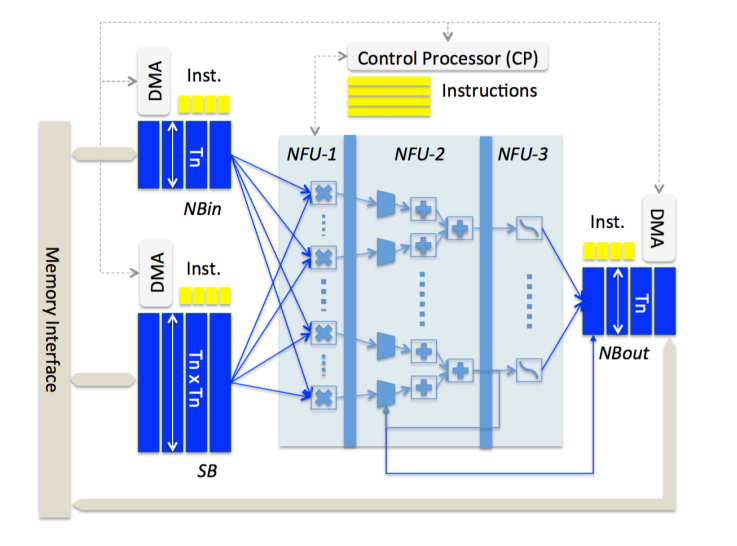 Control Processor (CP)
DMA
Inst.
Instructions
Tn
NBin
NFU-1
NFU-2
NFU-3
Memory Interface
DMA
Inst.
Tn x Tn
SB
Inst.
DMA
Tn
NBout